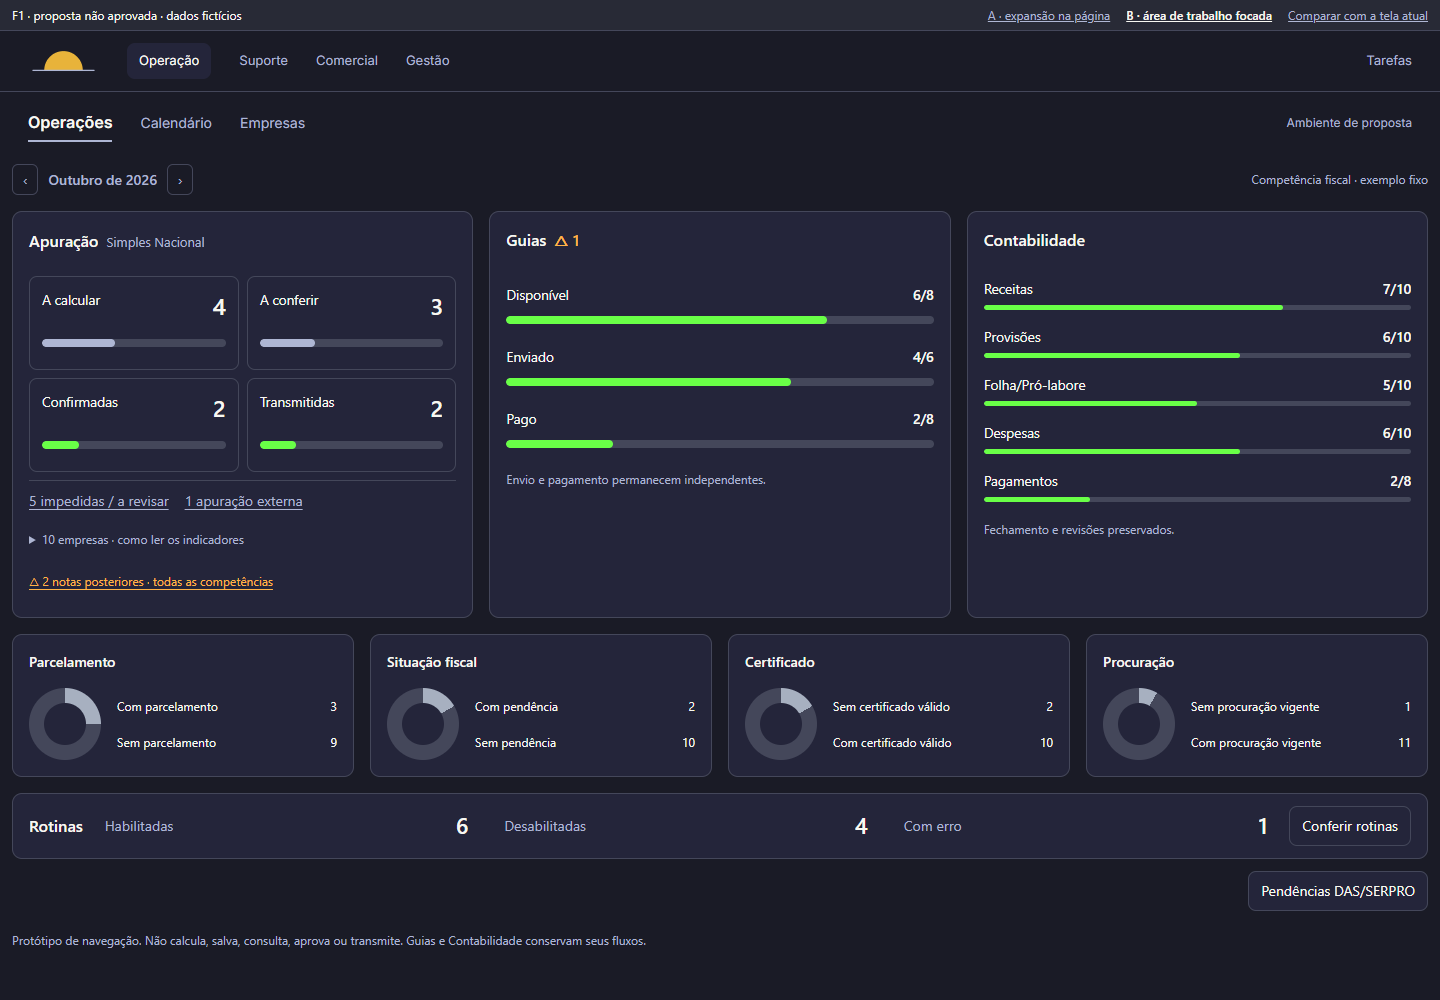 F1 · proposta não aprovada · dados fictícios
A · expansão na página B · área de trabalho focada Comparar com a tela atual
Operação Suporte Comercial Gestão Tarefas
Operações Calendário Empresas Ambiente de proposta
‹ Outubro de 2026 › Competência fiscal · exemplo fixo
Apuração Simples Nacional
A calcular 4
A conferir 3
Confirmadas 2
Transmitidas 2
5 impedidas / a revisar 1 apuração externa
▶ 10 empresas · como ler os indicadores
△ 2 notas posteriores · todas as competências
Guias △ 1
Disponível 6/8
Enviado 4/6
Pago 2/8
Envio e pagamento permanecem independentes.
Contabilidade
Receitas 7/10
Provisões 6/10
Folha/Pró-labore 5/10
Despesas 6/10
Pagamentos 2/8
Fechamento e revisões preservados.
Parcelamento
Com parcelamento 3
Sem parcelamento 9
Situação fiscal
Com pendência 2
Sem pendência 10
Certificado
Sem certificado válido 2
Com certificado válido 10
Procuração
Sem procuração vigente 1
Com procuração vigente 11
Rotinas Habilitadas 6 Desabilitadas 4 Com erro 1 Conferir rotinas
Pendências DAS/SERPRO
Protótipo de navegação. Não calcula, salva, consulta, aprova ou transmite. Guias e Contabilidade conservam seus fluxos.